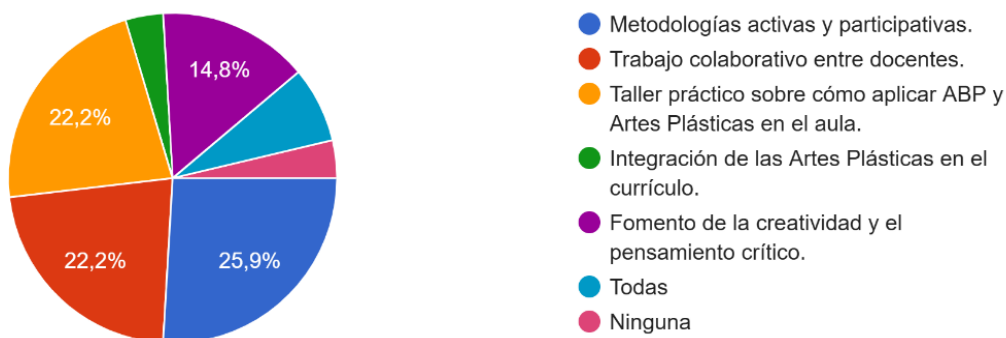 14,8%
22,2%
22,2%
25,9%
Metodologías activas y participativas.
Trabajo colaborativo entre docentes.
Taller práctico sobre cómo aplicar ABP y
Artes Plásticas en el aula.
Integración de las Artes Plásticas en el
currículo.
Fomento de la creatividad y el
pensamiento crítico.
Todas
Ninguna